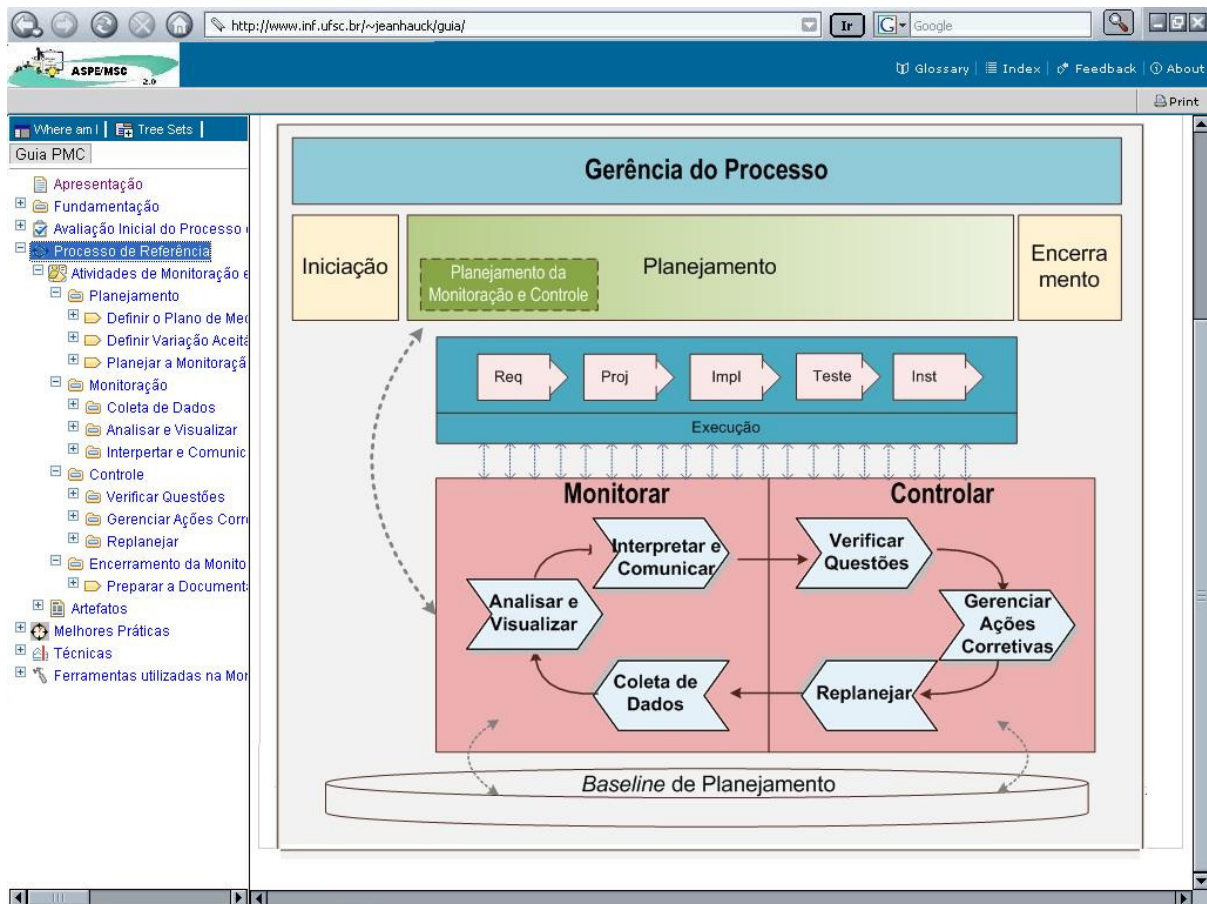 http://www.inf.ufsc.br/~jeanhauck/guia/
Ir
G
Google
ASPE/MSC
2.0
Glossary | Index | Feedback | About
Print
Where am I
Tree Sets
Guia PMC
Apresentação
Fundamentação
Avaliação Inicial do Processo
Processo de Referência
Atividades de Monitoração e
Planejamento
Definir o Plano de Med
Definir Variação Aceitá
Planejar a Monitoraçã
Monitoração
Coleta de Dados
Analisar e Visualizar
Interpertar e Comunic
Controle
Verificar Questões
Gerenciar Ações Corre
Replanejar
Encerramento da Monito
Preparar a Document
Artefatos
Melhores Práticas
Técnicas
Ferramentas utilizadas na Mon
Gerência do Processo
Iniciação
Planejamento da
Monitoração e Controle
Planejamento
Encerra
mento
Req
Proj
Impl
Teste
Inst
Execução
Monitorar
Controlar
Interpretar e
Comunicar
Verificar
Questões
Analisar e
Visualizar
Gerenciar
Ações
Corretivas
Coleta de
Dados
Replanejar
Baseline de Planejamento